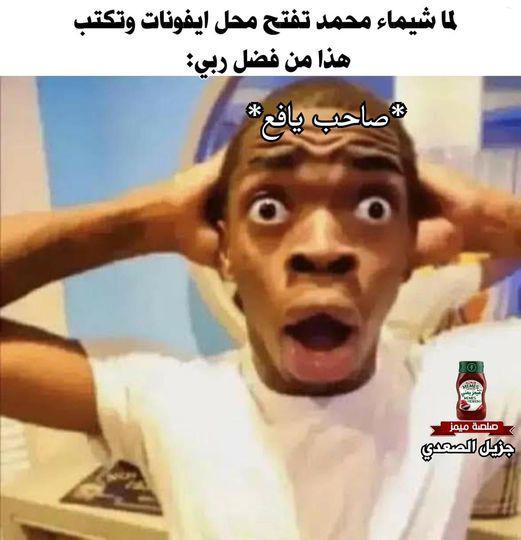 لما شيماء محمد تفتح محل ايفونات وتكتب
هذا من فضل ربي:
*صاحب يافع*
صلصة ميمز
جزيل الصعدي